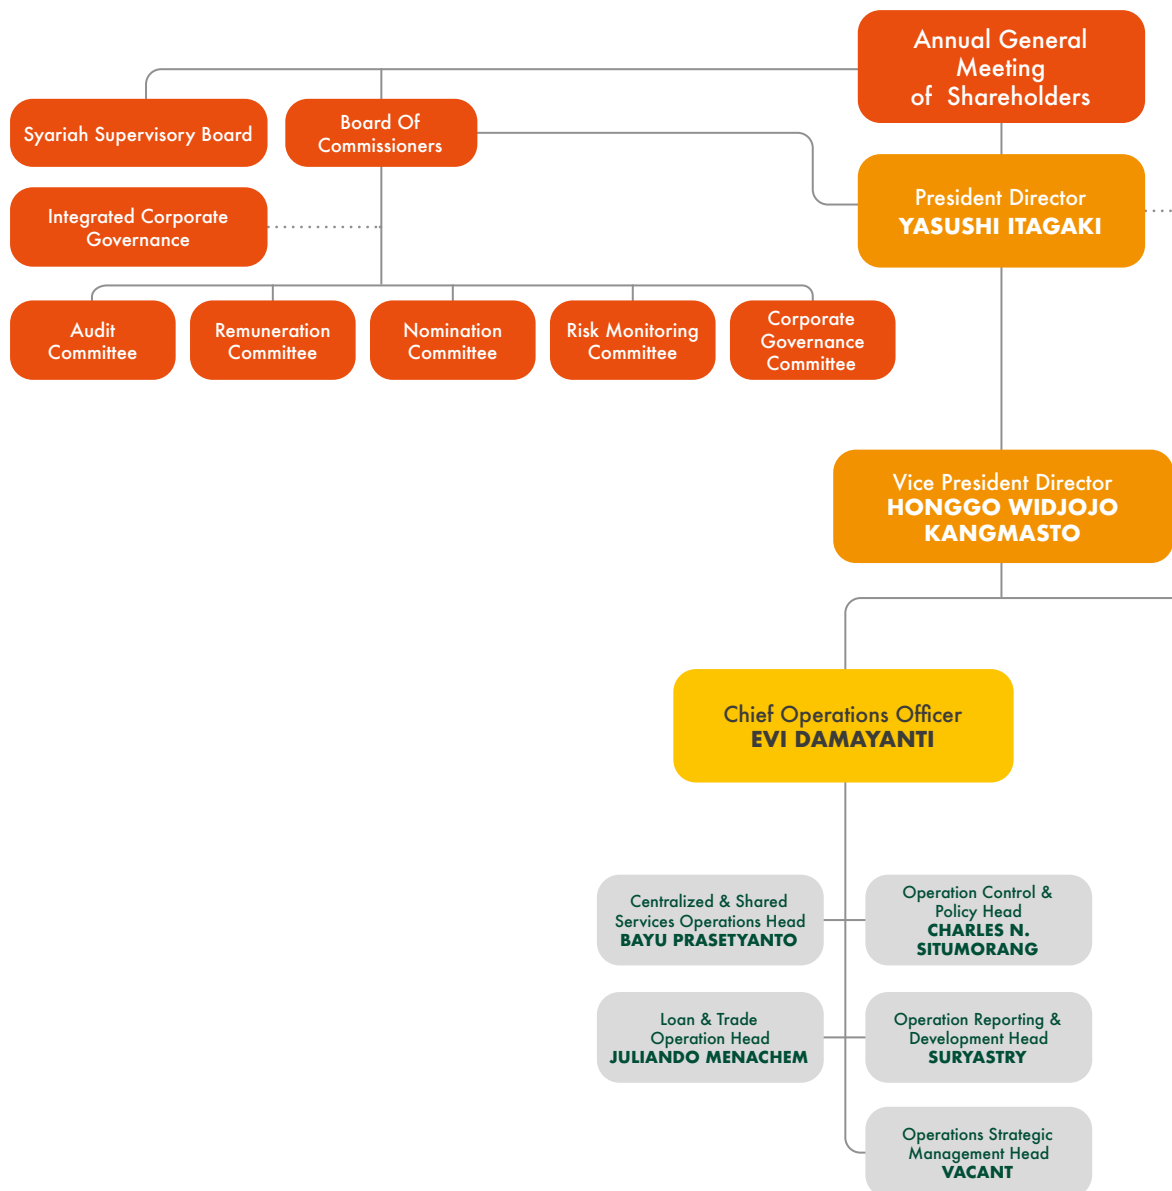 Annual General
Meeting
of Shareholders
Syariah Supervisory Board
Board Of
Commissioners
Integrated Corporate
Governance
President Director
YASUSHI ITAGAKI
Audit
Committee
Remuneration
Committee
Nomination
Committee
Risk Monitoring
Committee
Corporate
Governance
Committee
Vice President Director
HONGGO WIDJOJO
KANGMASTO
Chief Operations Officer
EVI DAMAYANTI
Centralized & Shared
Services Operations Head
BAYU PRASETYANTO
Operation Control &
Policy Head
CHARLES N.
SITUMORANG
Loan & Trade
Operation Head
JULIANDO MENACHEM
Operation Reporting &
Development Head
SURYASTRY
Operations Strategic
Management Head
VACANT